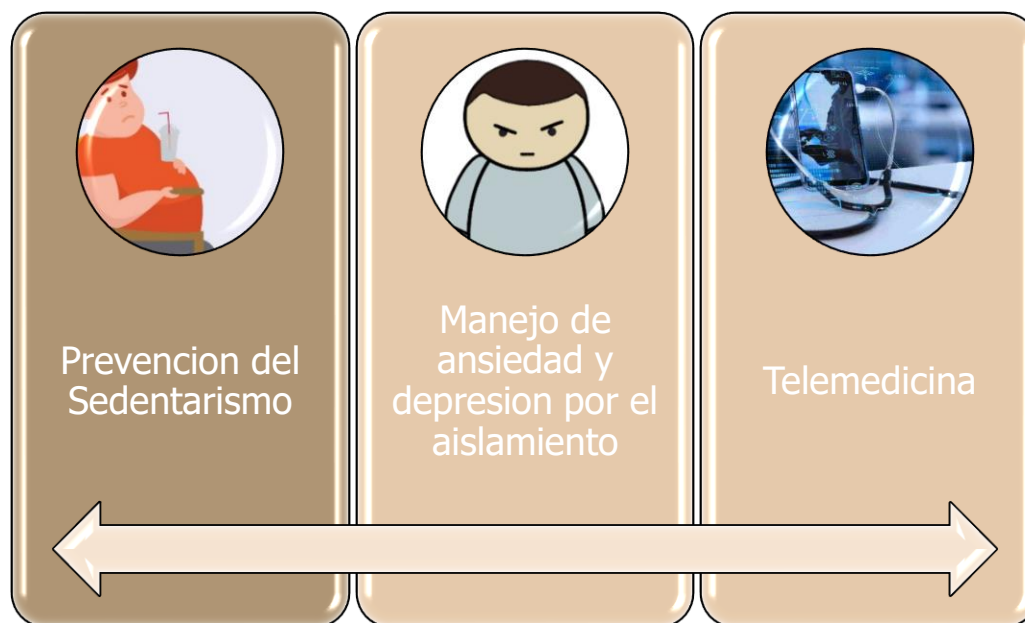 Prevencion del
Sedentarismo
Manejo de
ansiedad y
depresion por el
aislamiento
Telemedicina